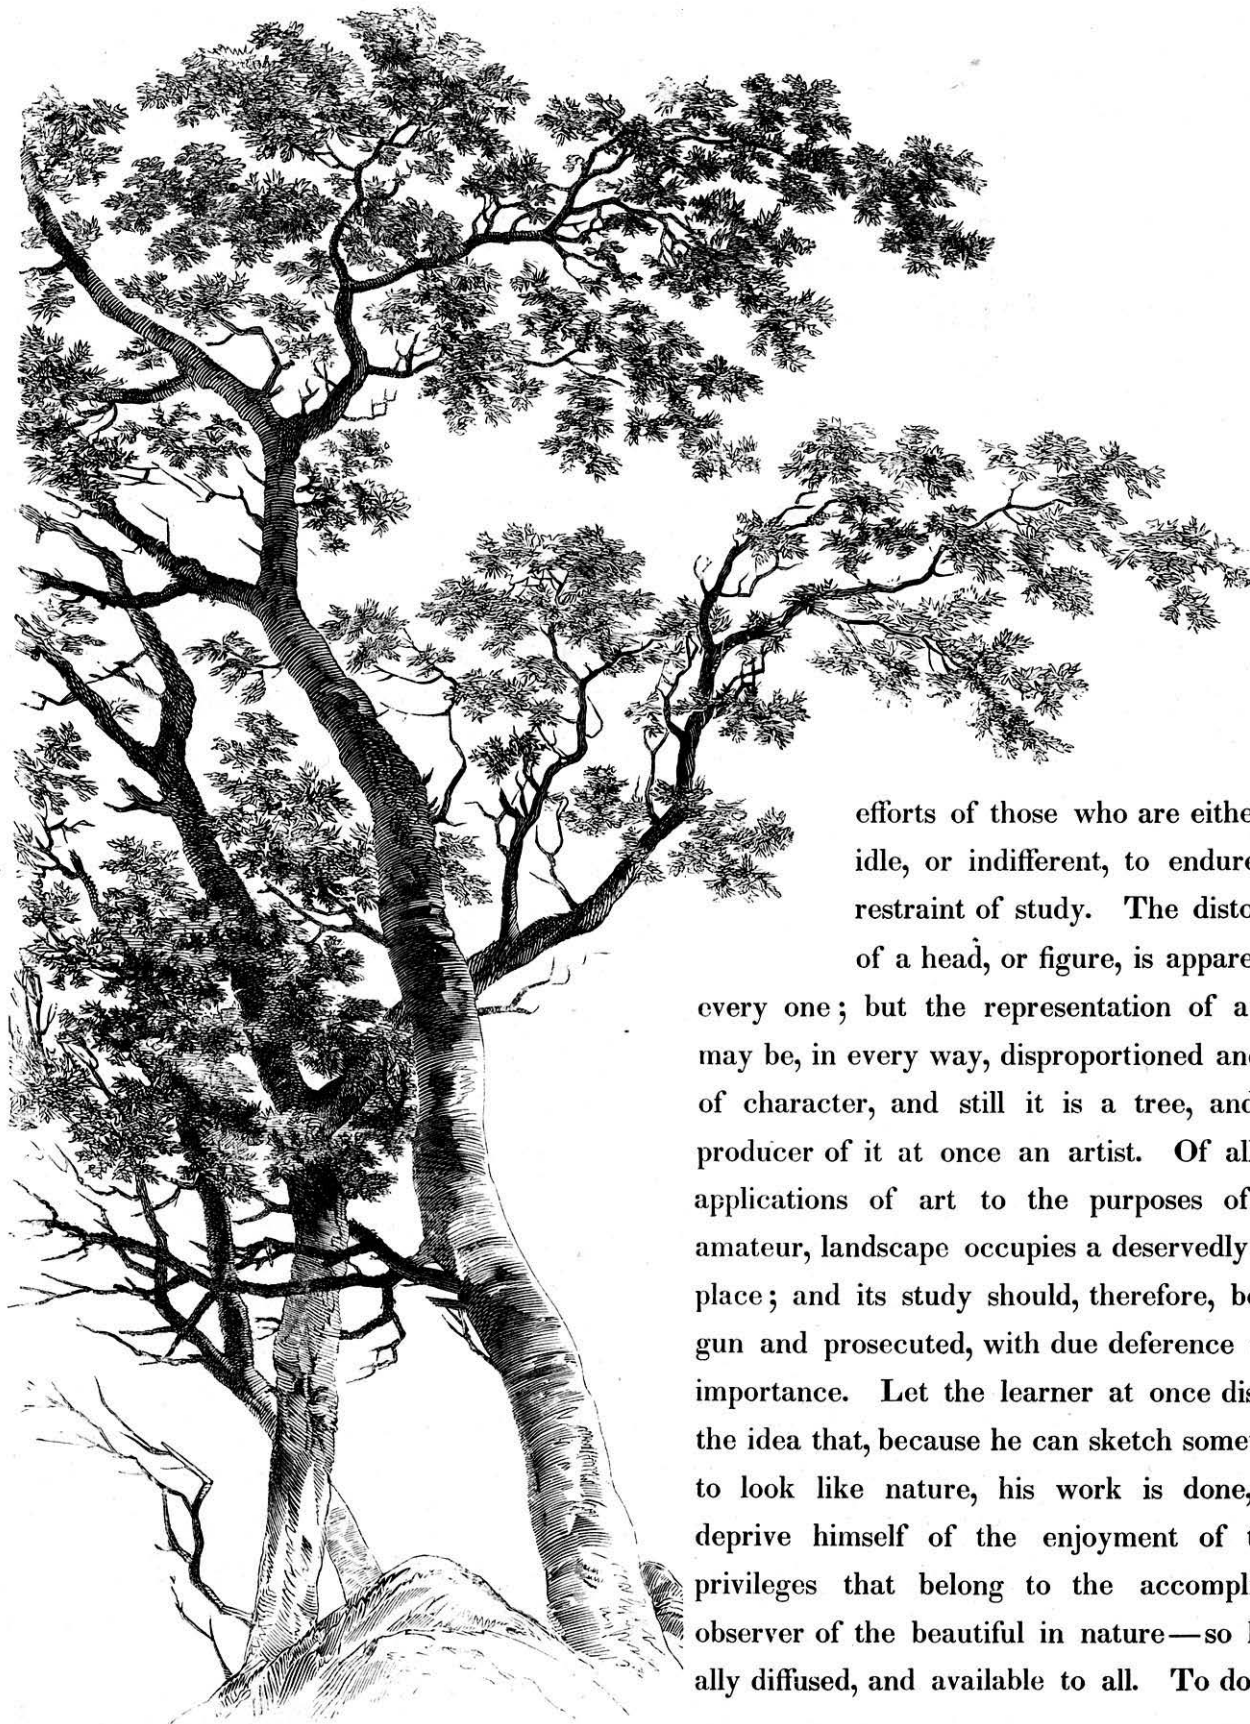 efforts of those who are eithe
idle, or indifferent, to endure
restraint of study. The disto
of a head, or figure, is appare
every one; but the representation of a
may be, in every way, disproportioned an
of character, and still it is a tree, and
producer of it at once an artist. Of al
applications of art to the purposes of
amateur, landscape occupies a deservedly
place; and its study should, therefore, be
gun and prosecuted, with due deference
importance. Let the learner at once dis
the idea that, because he can sketch some
to look like nature, his work is done,
deprive himself of the enjoyment of t
privileges that belong to the accompl
observer of the beautiful in nature—so l
ally diffused, and available to all. To do